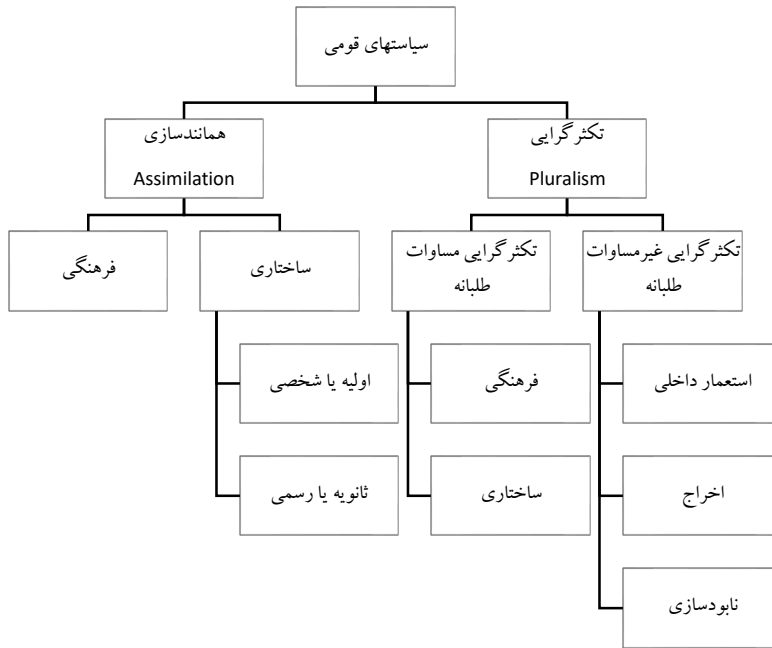 سیاستهای قومی
تکثرگرایی
Pluralism
همانندسازی
Assimilation
تکثرگرایی غیرمساوات
طلبانه
تکثرگرایی مساوات
طلبانه
ساختاری
فرهنگی
استعمار داخلی
فرهنگی
اولیه یا شخصی
اخراج
ساختاری
ثانویه یا رسمی
نابودسازی